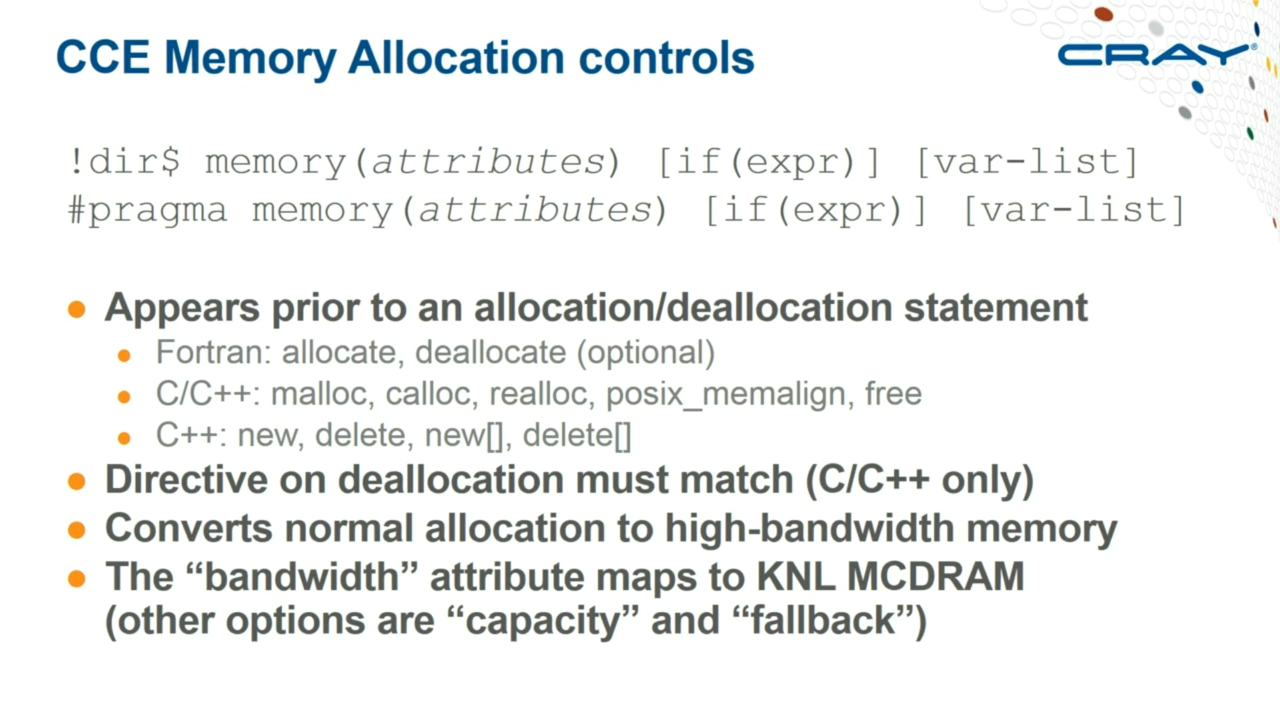 CCE Memory Allocation controls
CRAY
!dir$ memory(attributes) [if(expr)] [var-list]
#pragma memory(attributes) [if(expr)] [var-list]
Appears prior to an allocation/deallocation statement
Fortran: allocate, deallocate (optional)
C/C++: malloc, calloc, realloc, posix_memalign, free
C++: new, delete, new[], delete[]
Directive on deallocation must match (C/C++ only)
Converts normal allocation to high-bandwidth memory
The “bandwidth” attribute maps to KNL MCDRAM
(other options are “capacity” and “fallback”)